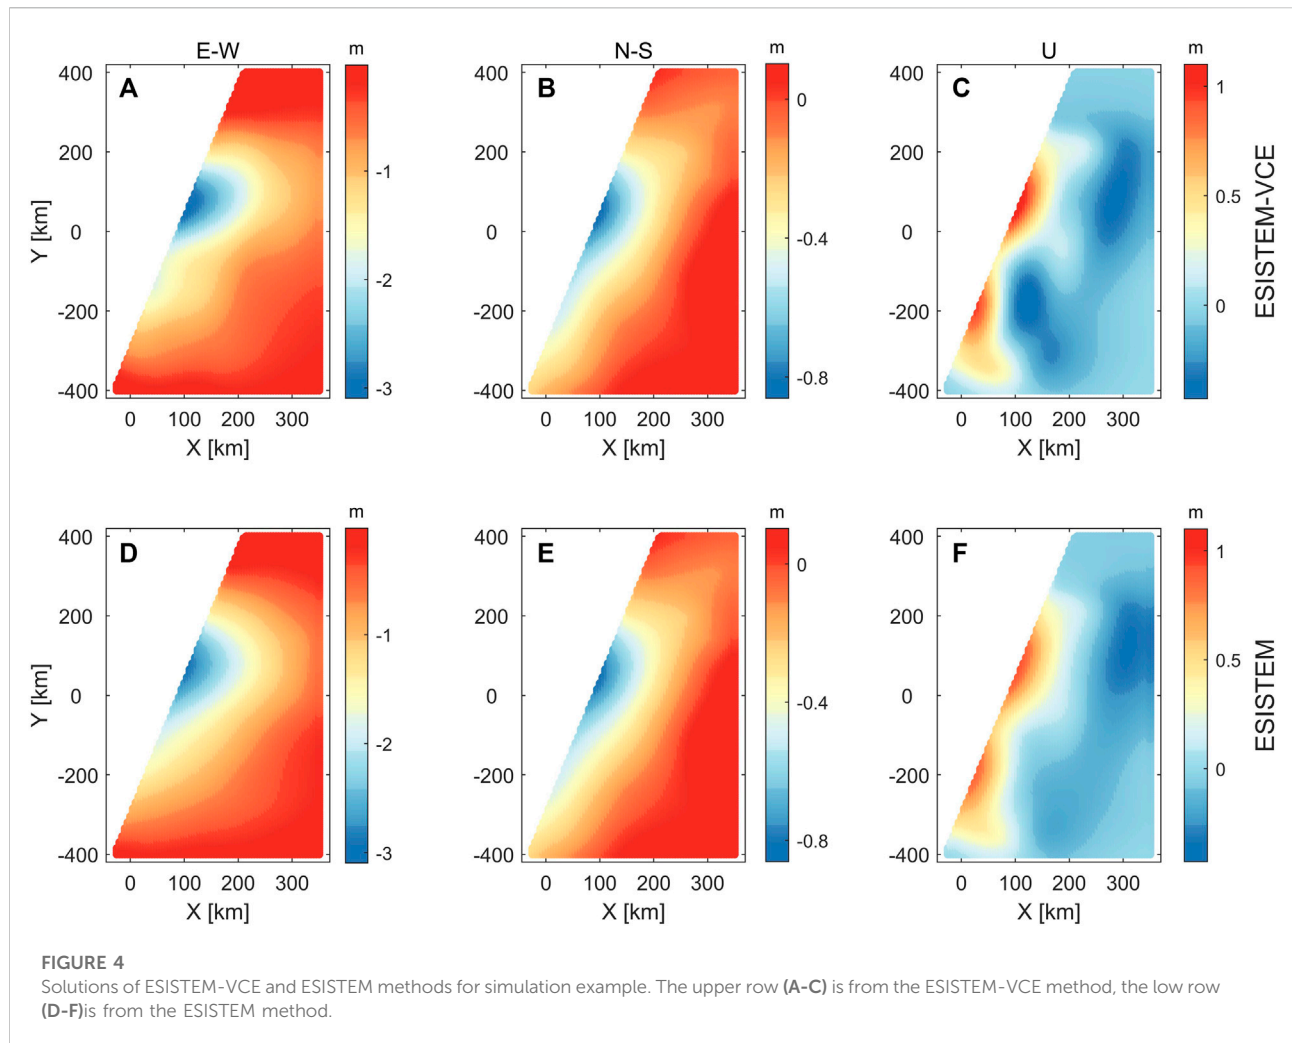 E-W
N-S
U
m
m
m
A
B
C
400
200
0
-200
-400
Y [km]
0 100 200 300
X [km]
-1
-2
-3
400
200
0
-200
-400
0 100 200 300
X [km]
0
-0.4
-0.8
400
200
0
-200
-400
0 100 200 300
X [km]
1
0.5
0
ESISTEM-VCE
m
m
m
D
E
F
400
200
0
-200
-400
Y [km]
0 100 200 300
X [km]
-1
-2
-3
400
200
0
-200
-400
0 100 200 300
X [km]
0
-0.4
-0.8
400
200
0
-200
-400
0 100 200 300
X [km]
1
0.5
0
ESISTEM
FIGURE 4
Solutions of ESISTEM-VCE and ESISTEM methods for simulation example. The upper row (A-C) is from the ESISTEM-VCE method, the low row
(D-F)is from the ESISTEM method.